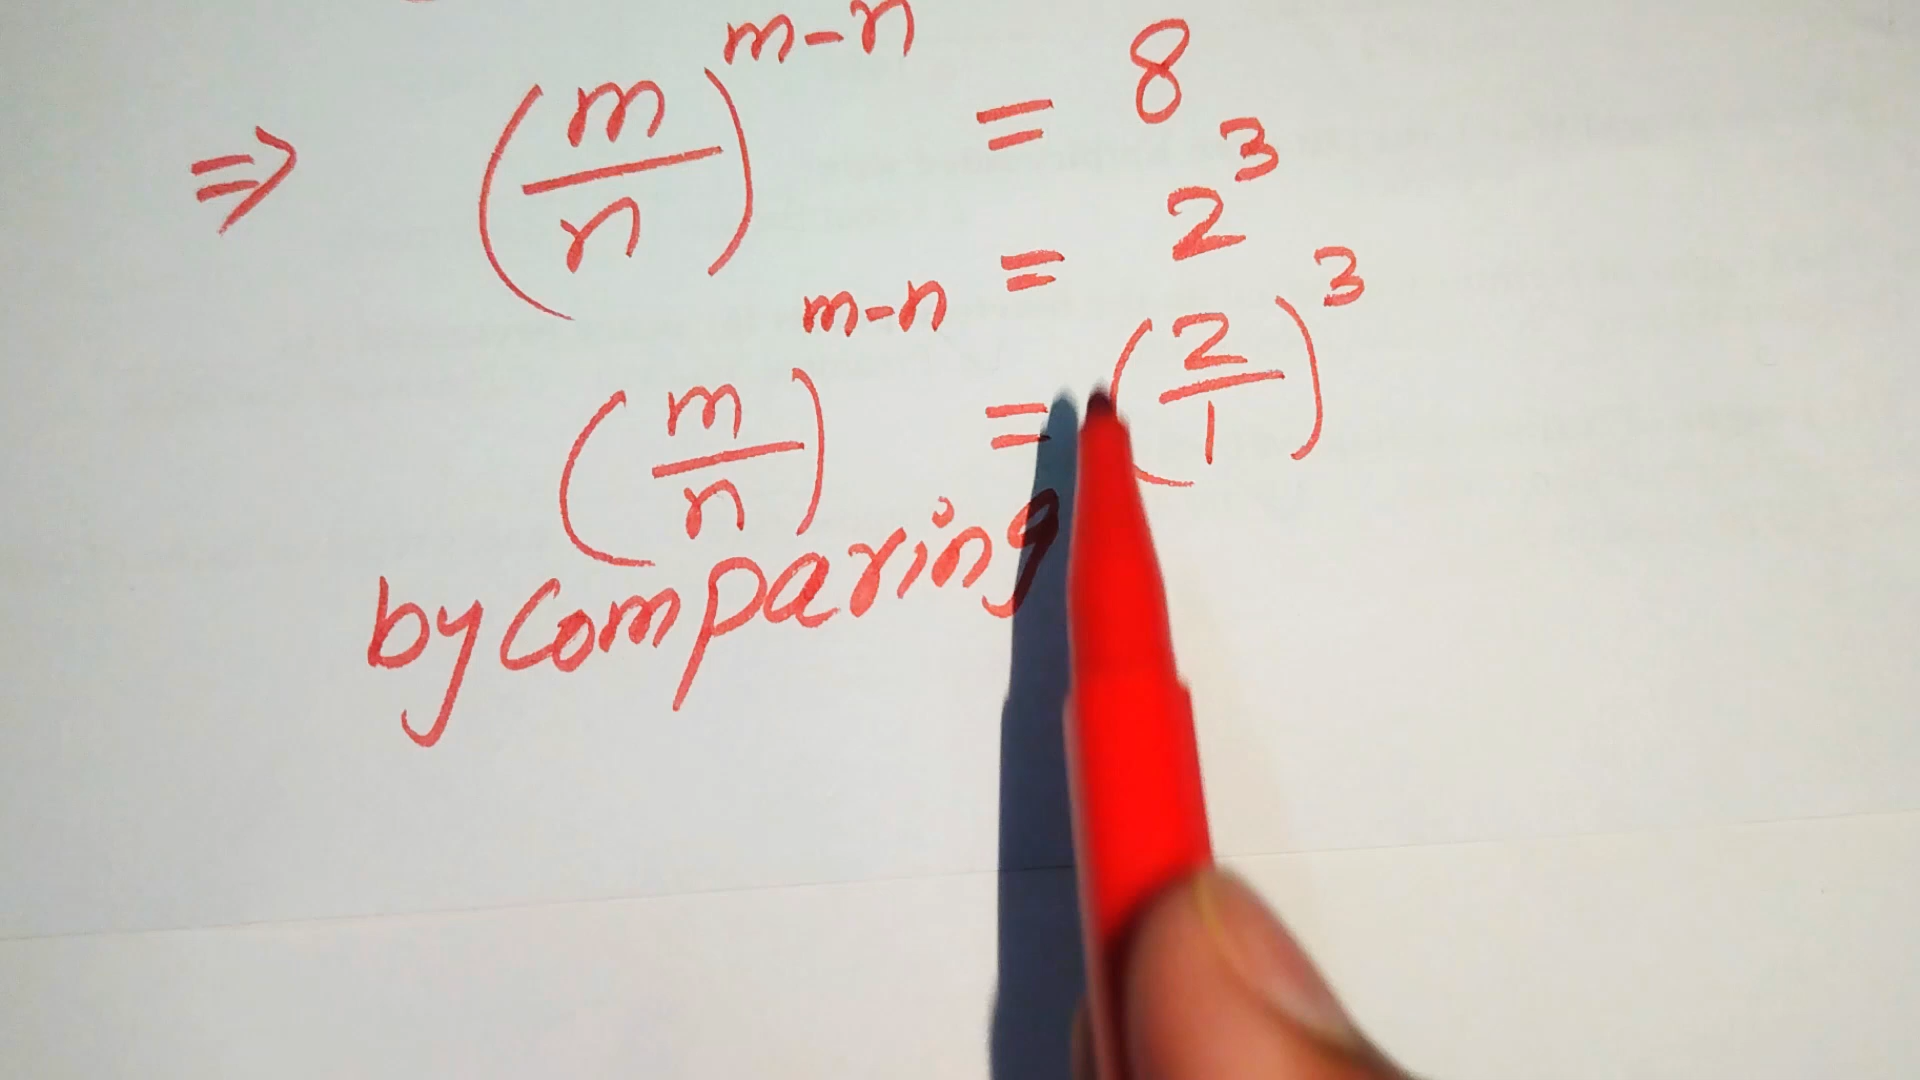 ⇒ (m/n)^(m-n) = 8
= 2^3
(m/n)^(m-n) = (2/1)^3
by comparing